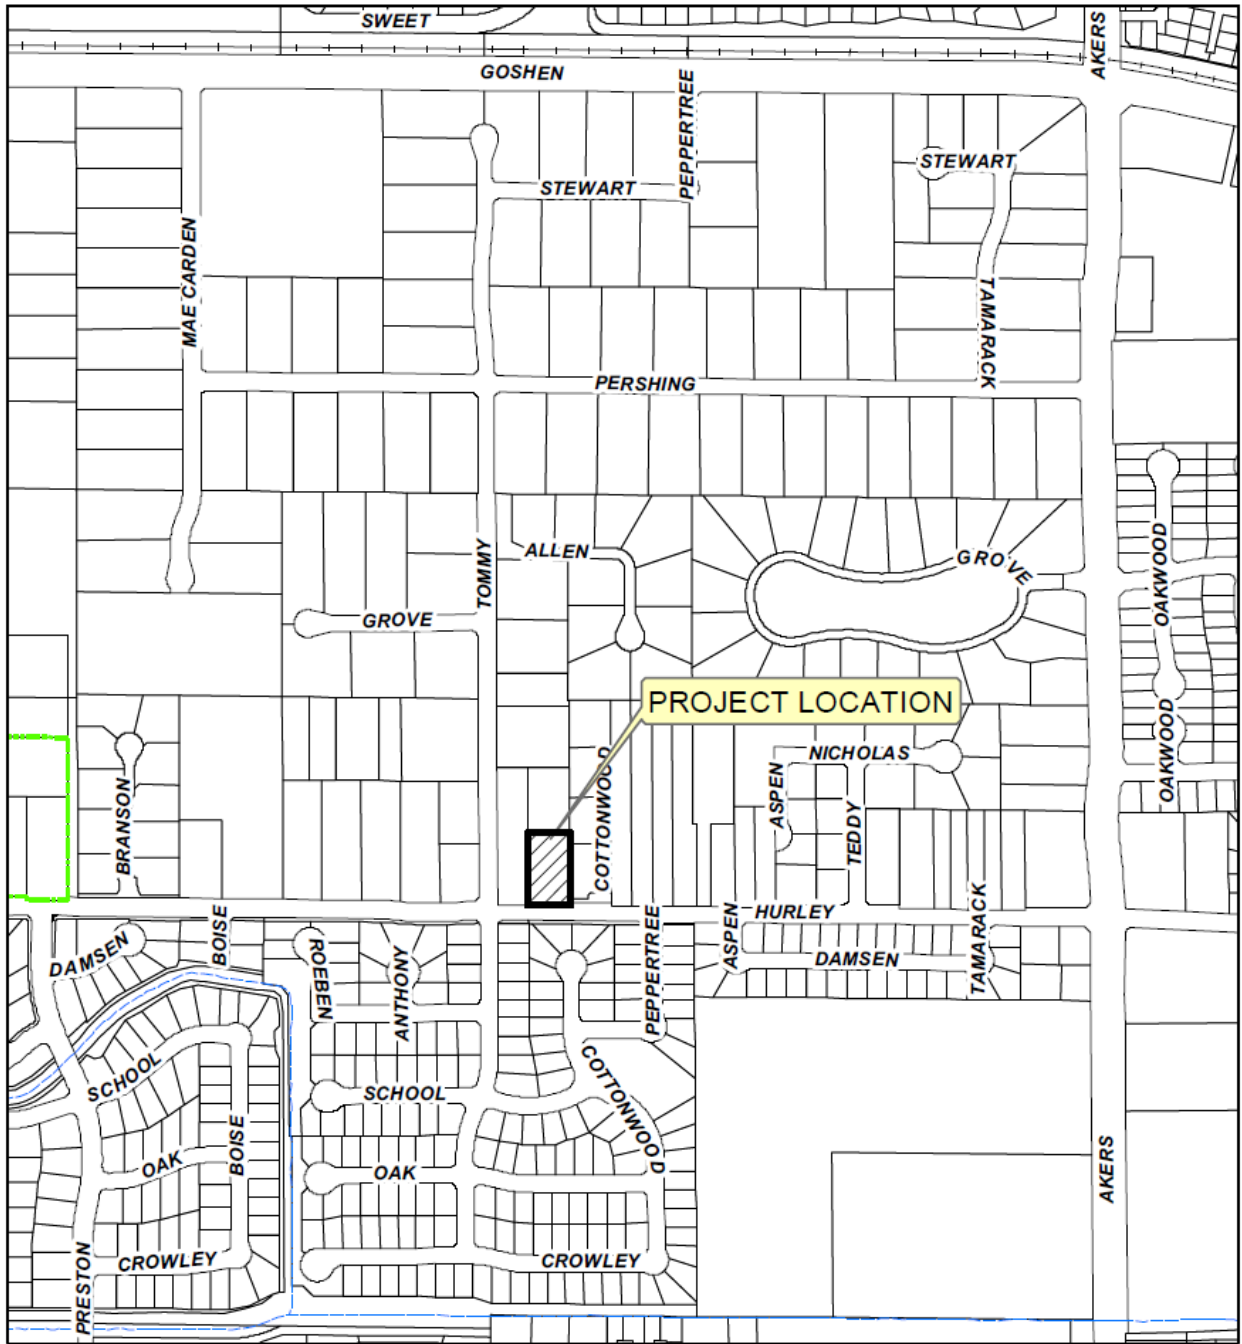 SWEET
AKERS
GOSHEN
PEPPERTREE
STEWART
STEWART
MAE CARDEN
TAMARACK
PERSHING
TOMMY
ALLEN
GROVE
OAKWOOD
GROVE
PROJECT LOCATION
OAKWOOD
COTTONWOOD
NICHOLAS
ASPEN
TEDDY
BRANSON
HURLEY
TAMARACK
BOISE
PEPPERTREE
ASPEN
DAMSEN
DAMSEN
ROEBEN
ANTHONY
SCHOOL
SCHOOL
COTTONWOOD
BOISE
OAK
OAK
AKERS
CROWLEY
CROWLEY
PRESTON